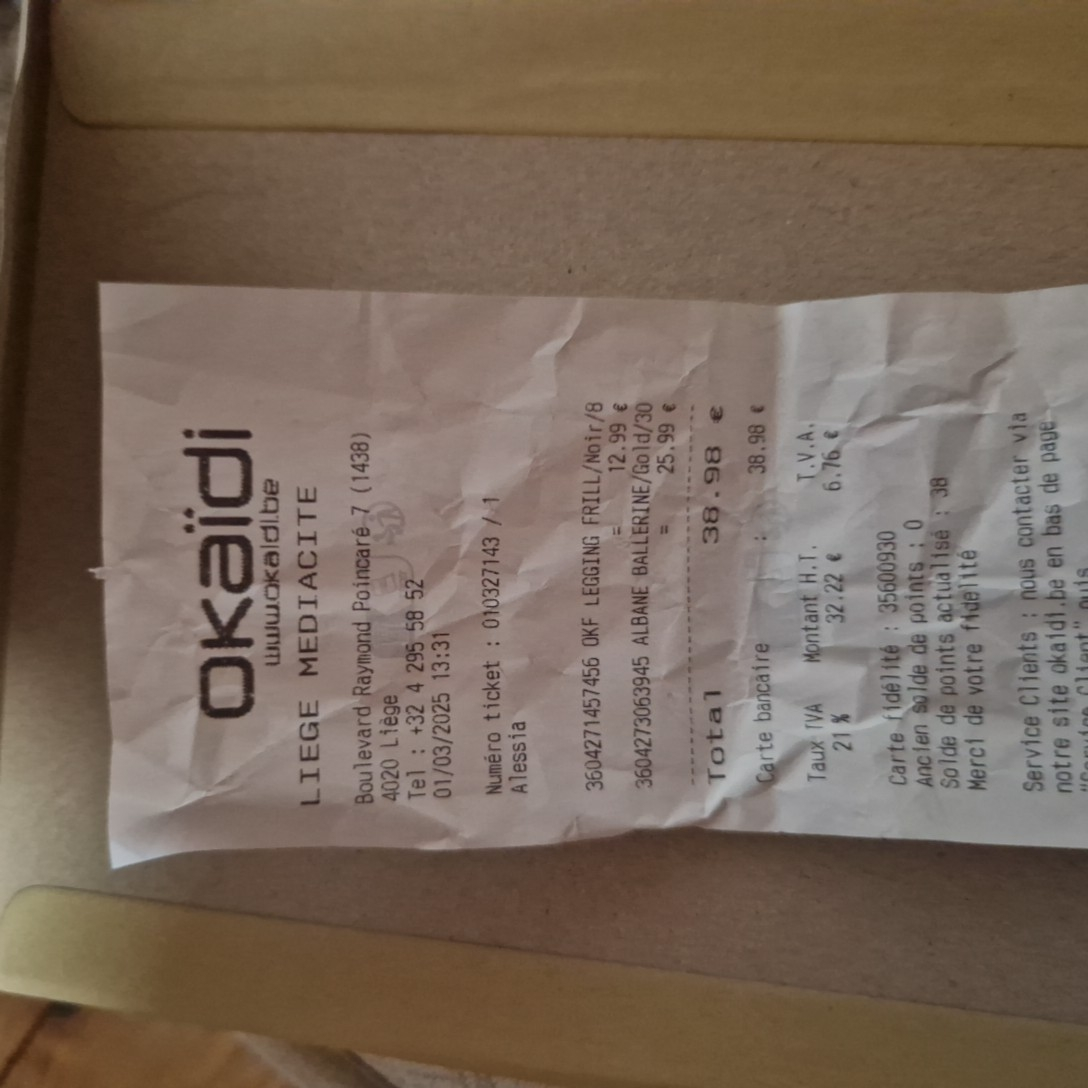 okaïdi
www.okaidi.be
LIEGE MEDIACITE
Boulevard Raymond Poincaré 7 (1438)
4020 Liège
Tel : +32 4 295 58 52
01/03/2025 13:31
Numéro ticket : 010327143 / 1
Alessia
3604271457456 OKF LEGGING FRILL/Noir/8
= 12.99 €
3604273063945 ALBANE BALLERINE/Gold/30
= 25.99 €
Total 38.98 €
Carte bancaire : 38.98 €
Taux TVA Montant H.T. T.V.A.
21 % 32.22 € 6.76 €
Carte fidélité : 35600930
Ancien solde de points : 0
Solde de points actualisé : 38
Merci de votre fidélité
Service Clients : nous contacter via
notre site okaidi.be en bas de page